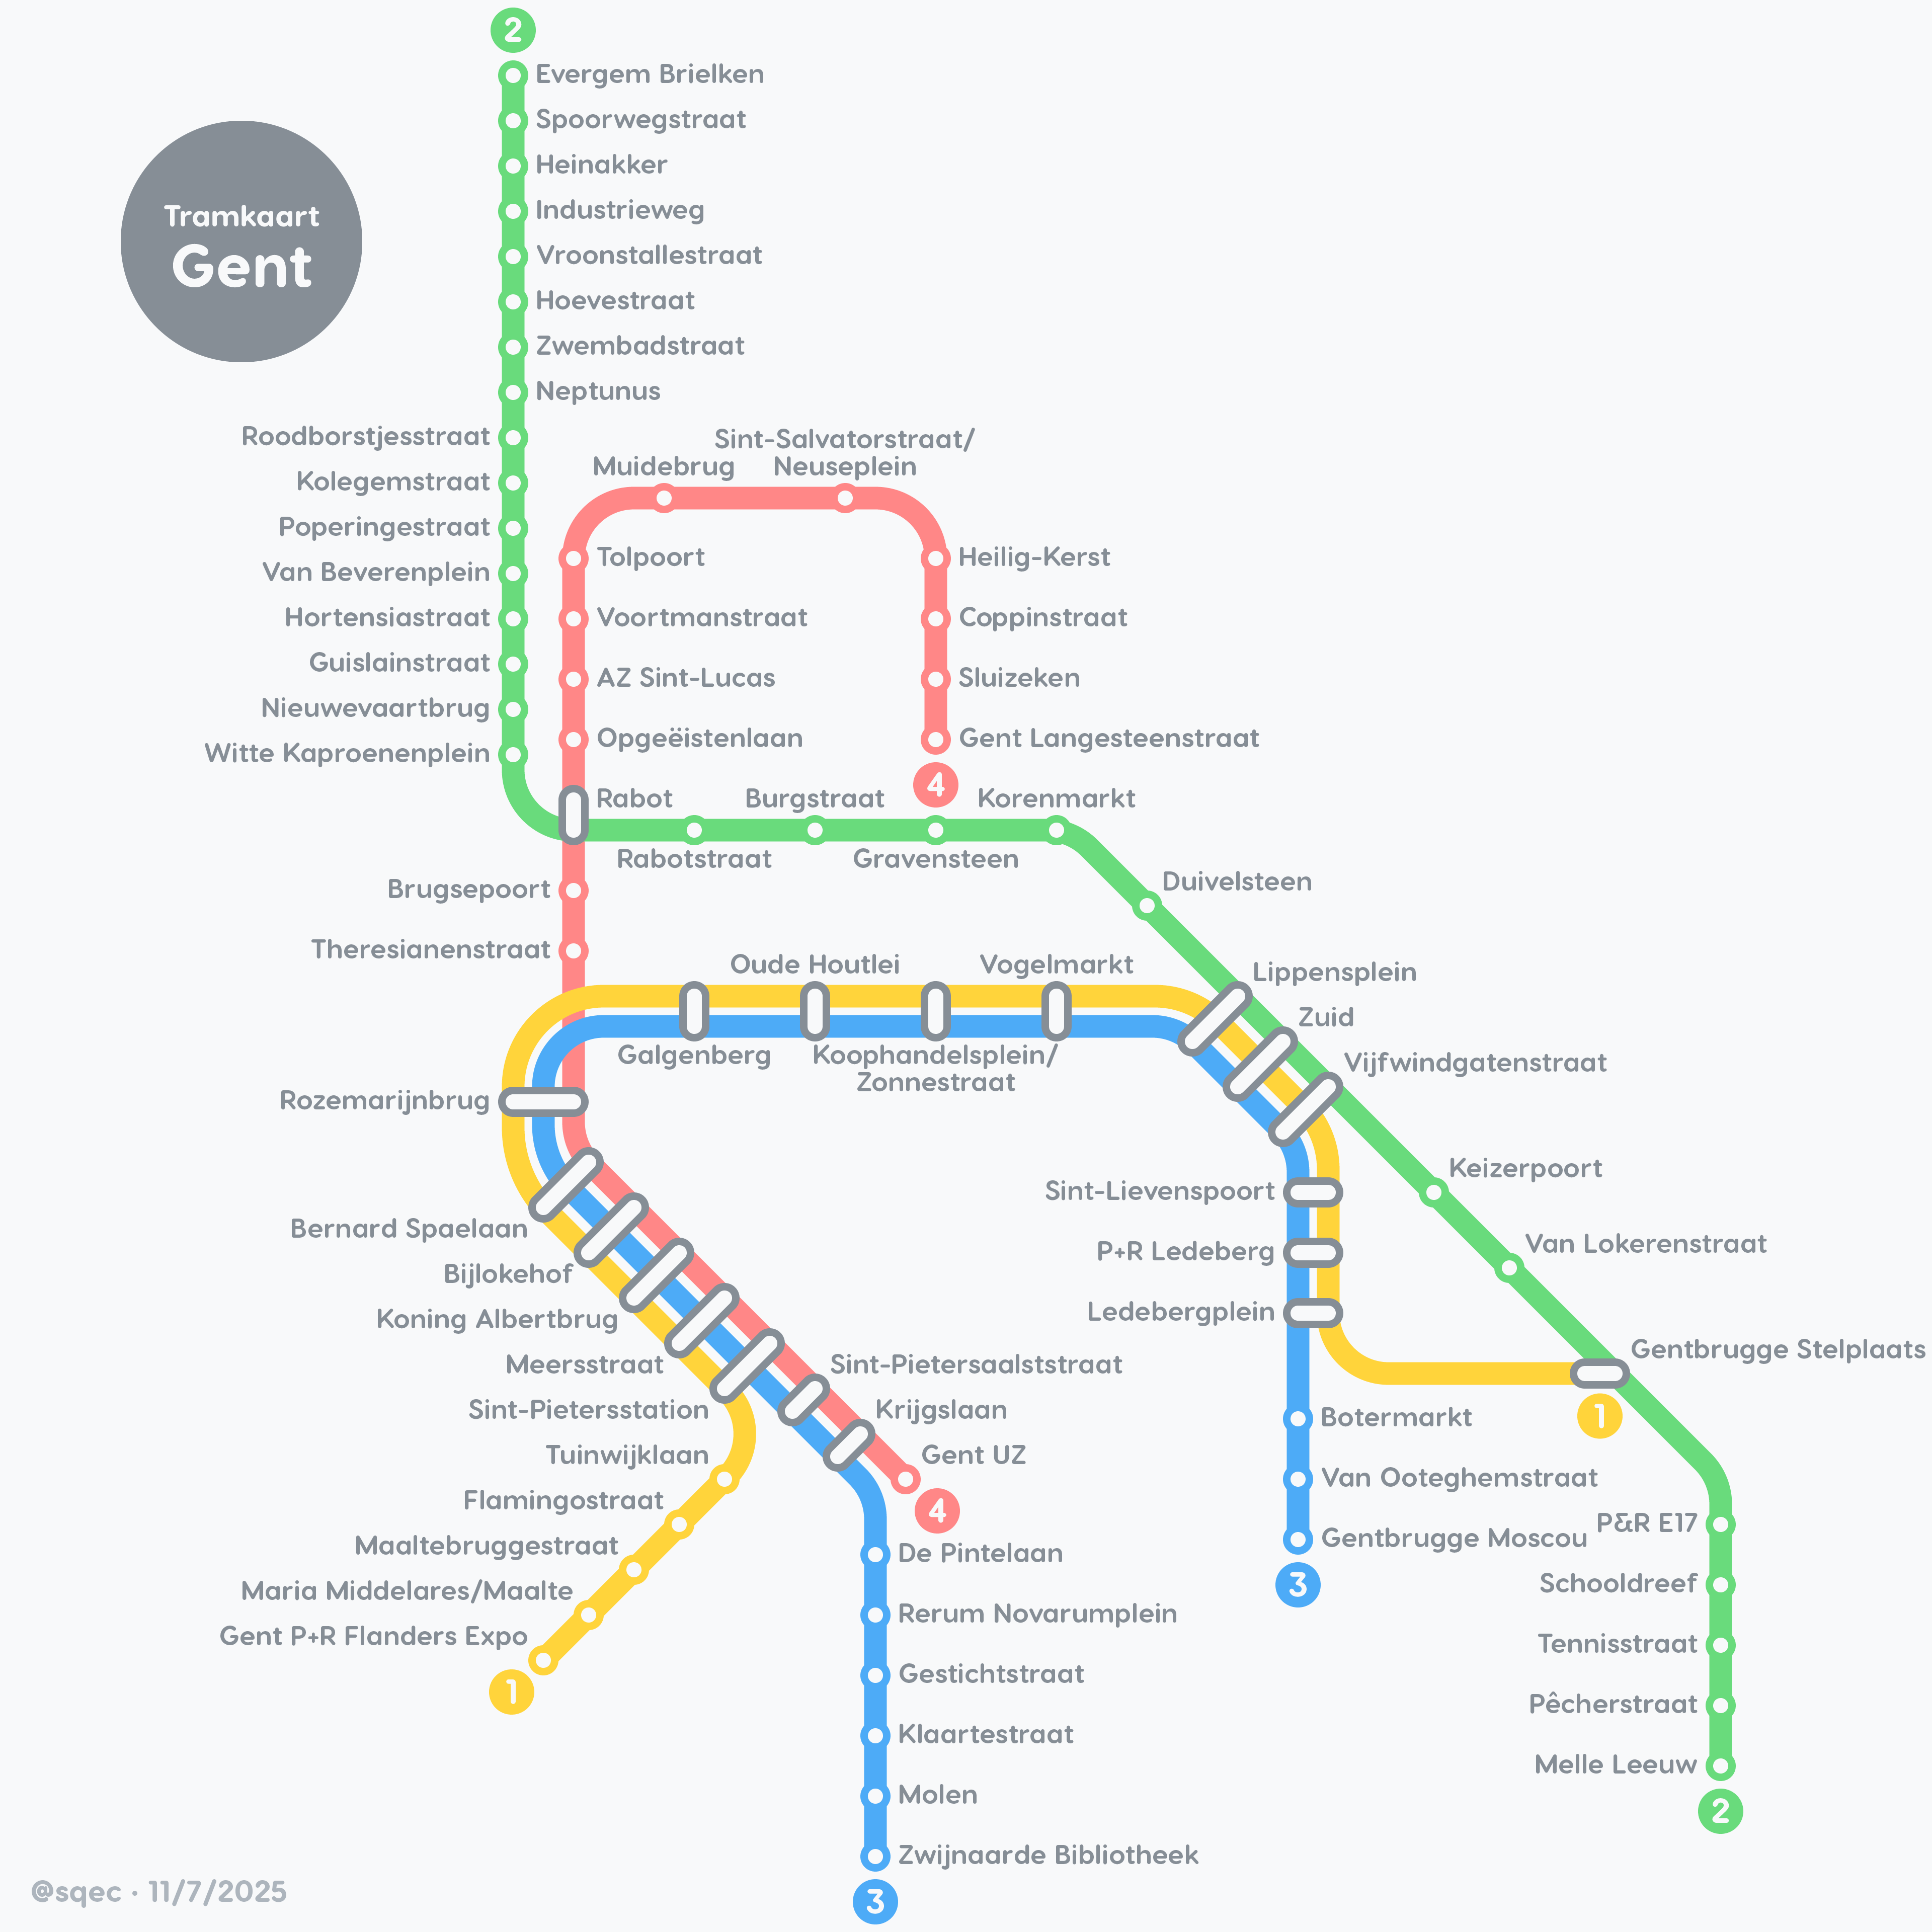 2
Evergem Brielken
Spoorwegstraat
Heinakker
Industrieweg
Vroonstallestraat
Hoevestraat
Zwembadstraat
Neptunus
Tramkaart
Gent
Roodborstjesstraat
Kolegemstraat
Poperingestraat
Van Beverenplein
Hortensiastraat
Guislainstraat
Nieuwevaartbrug
Witte Kaproenenplein
Sint-Salvatorstraat/
Neuseplein
Muidebrug
Tolpoort
Voortmanstraat
AZ Sint-Lucas
Opgeëistenlaan
Heilig-Kerst
Coppinstraat
Sluizeken
Gent Langesteenstraat
4
Rabot
Burgstraat
Korenmarkt
Rabotstraat
Gravensteen
Duivelsteen
Brugsepoort
Theresianenstraat
Oude Houtlei
Vogelmarkt
Lippensplein
Zuid
Vijfwindgatenstraat
Galgenberg
Koophandelsplein/
Zonnestraat
Rozemarijnbrug
Keizerpoort
Van Lokerenstraat
Gentbrugge Stelplaats
1
Sint-Lievenspoort
P+R Ledeberg
Ledebergplein
Bernard Spaelaan
Bijlokehof
Koning Albertbrug
Meersstraat
Sint-Pietersstation
Tuinwijklaan
Flamingostraat
Maaltebruggestraat
Maria Middelares/Maalte
Gent P+R Flanders Expo
1
Sint-Pietersaalststraat
Krijgslaan
Gent UZ
4
Botermarkt
Van Ooteghemstraat
Gentbrugge Moscou
3
De Pintelaan
Rerum Novarumplein
Gestichtstraat
Klaartestraat
Molen
Zwijnaarde Bibliotheek
3
P&R E17
Schooldreef
Tennisstraat
Pêcherstraat
Melle Leeuw
2
@sqec · 11/7/2025